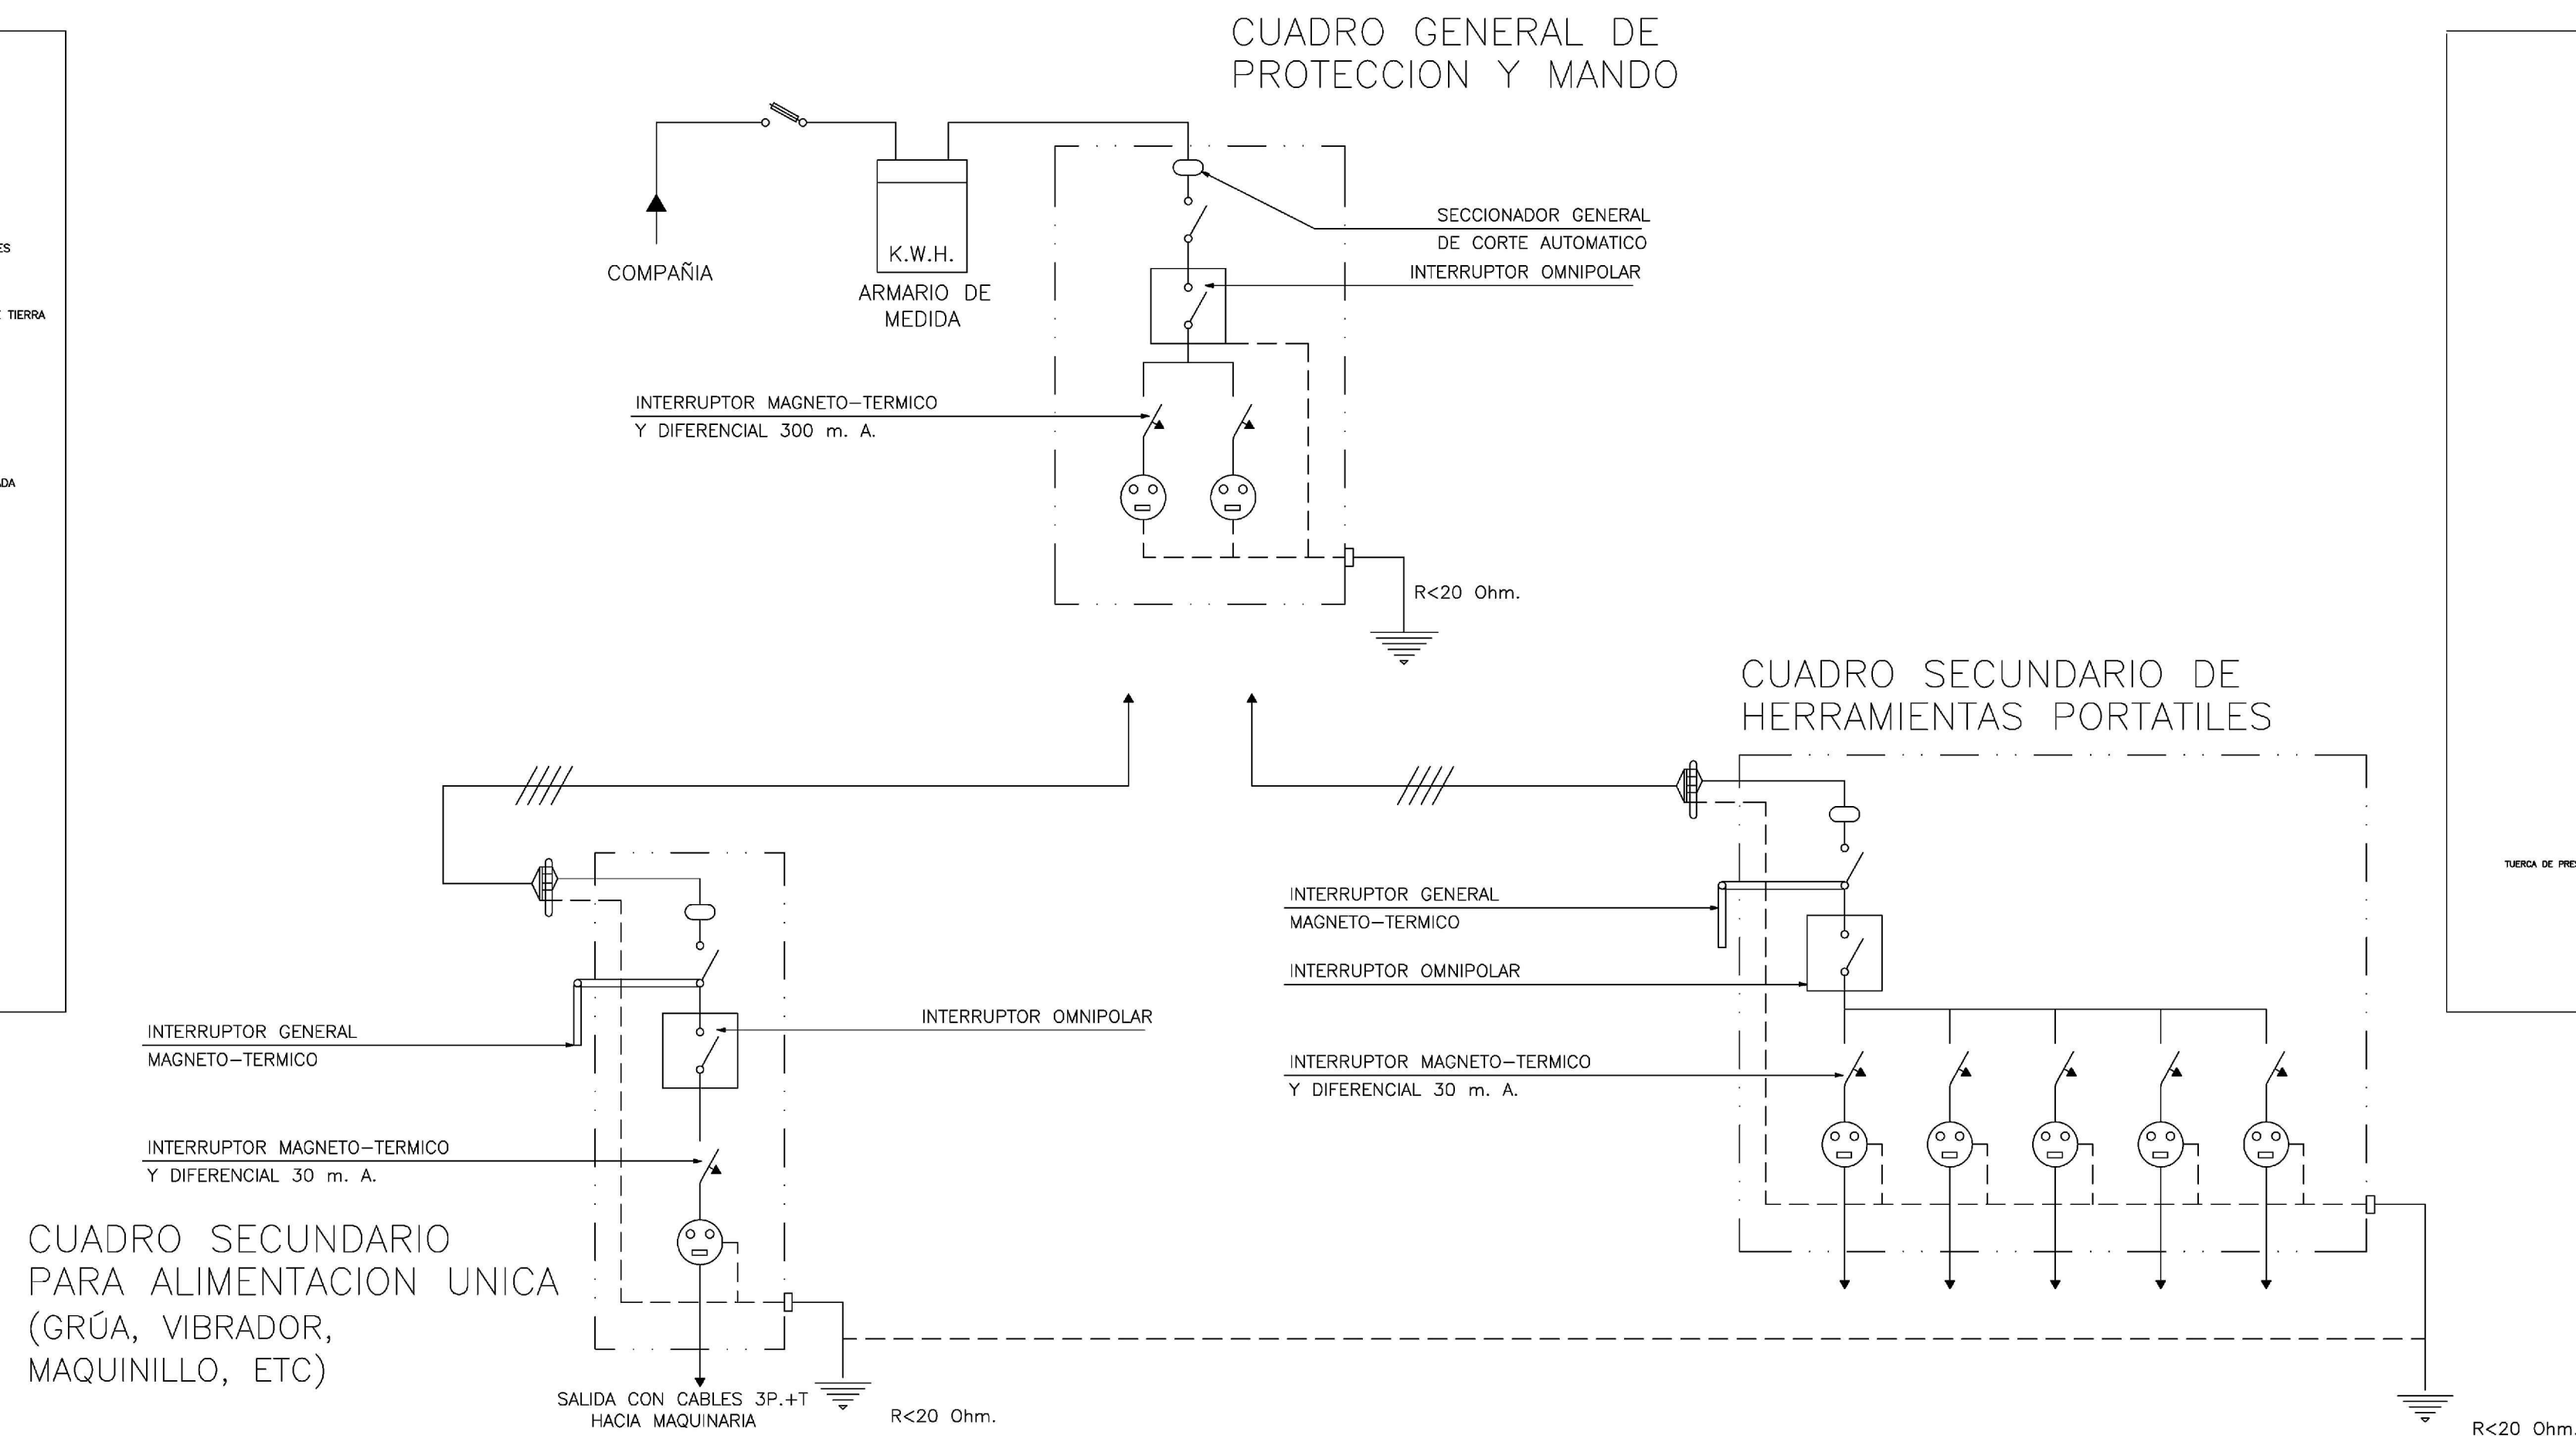 CUADRO GENERAL DE
PROTECCION Y MANDO
COMPAÑIA
K.W.H.
ARMARIO DE
MEDIDA
SECCIONADOR GENERAL
DE CORTE AUTOMATICO
INTERRUPTOR OMNIPOLAR
INTERRUPTOR MAGNETO-TERMICO
Y DIFERENCIAL 300 m. A.
R<20 Ohm.
TIERRA
CUADRO SECUNDARIO DE
HERRAMIENTAS PORTATILES
INTERRUPTOR GENERAL
MAGNETO-TERMICO
INTERRUPTOR OMNIPOLAR
INTERRUPTOR MAGNETO-TERMICO
Y DIFERENCIAL 30 m. A.
R<20 Ohm.
TUERCA DE
INTERRUPTOR OMNIPOLAR
INTERRUPTOR GENERAL
MAGNETO-TERMICO
INTERRUPTOR MAGNETO-TERMICO
Y DIFERENCIAL 30 m. A.
CUADRO SECUNDARIO
PARA ALIMENTACION UNICA
(GRÚA, VIBRADOR,
MAQUINILLO, ETC)
SALIDA CON CABLES 3P.+T
HACIA MAQUINARIA
R<20 Ohm.